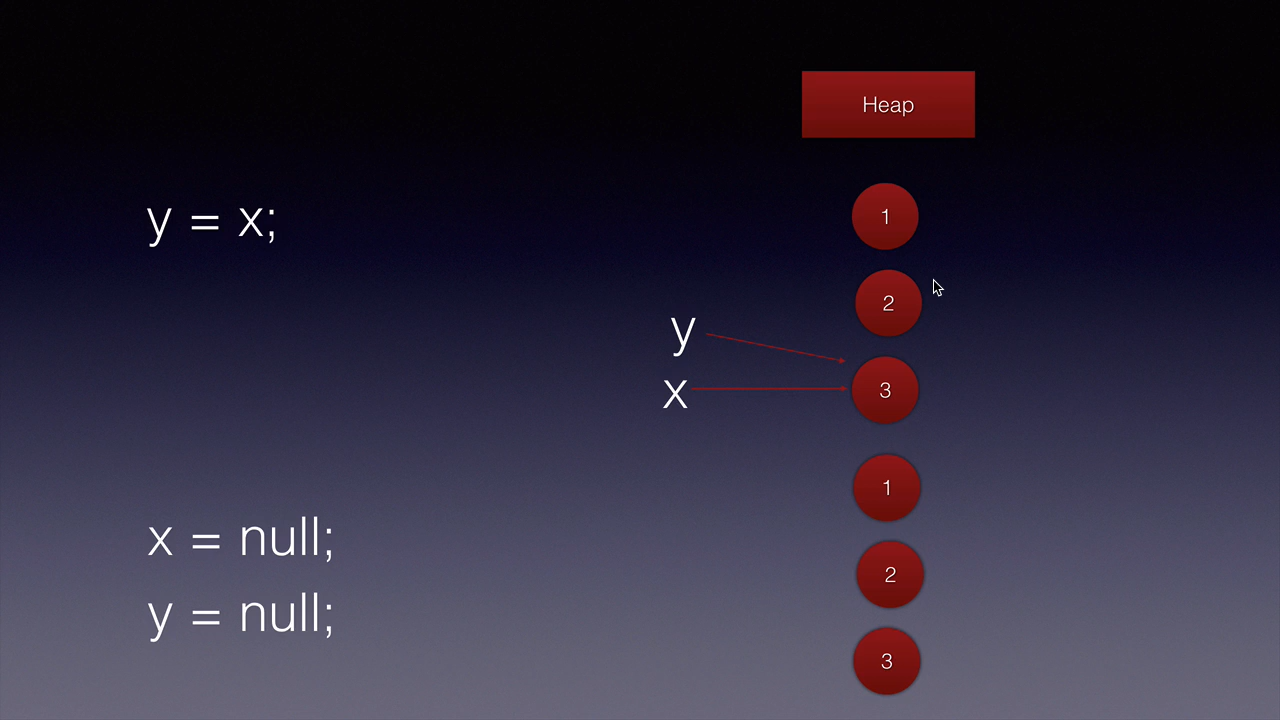 Heap
y = x;
1
2
y
x
3
1
x = null;
2
y = null;
3